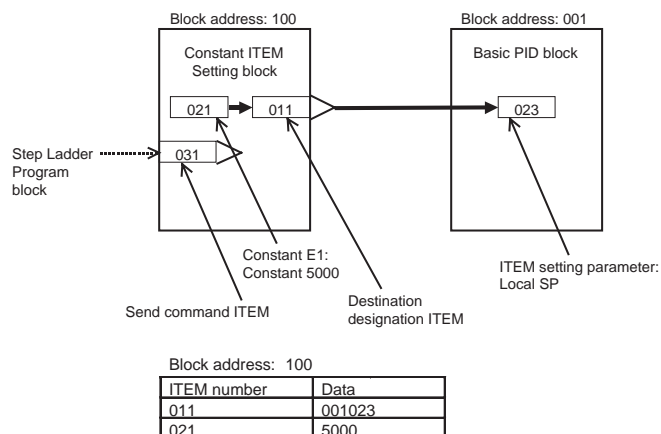 Block address: 100
Block address: 001
Constant ITEM
Setting block
Basic PID block
021
011
023
Step Ladder
Program
block
031
Constant E1:
Constant 5000
ITEM setting parameter:
Local SP
Send command ITEM
Destination
designation ITEM
Block address: 100
ITEM number Data
011 001023
021 5000